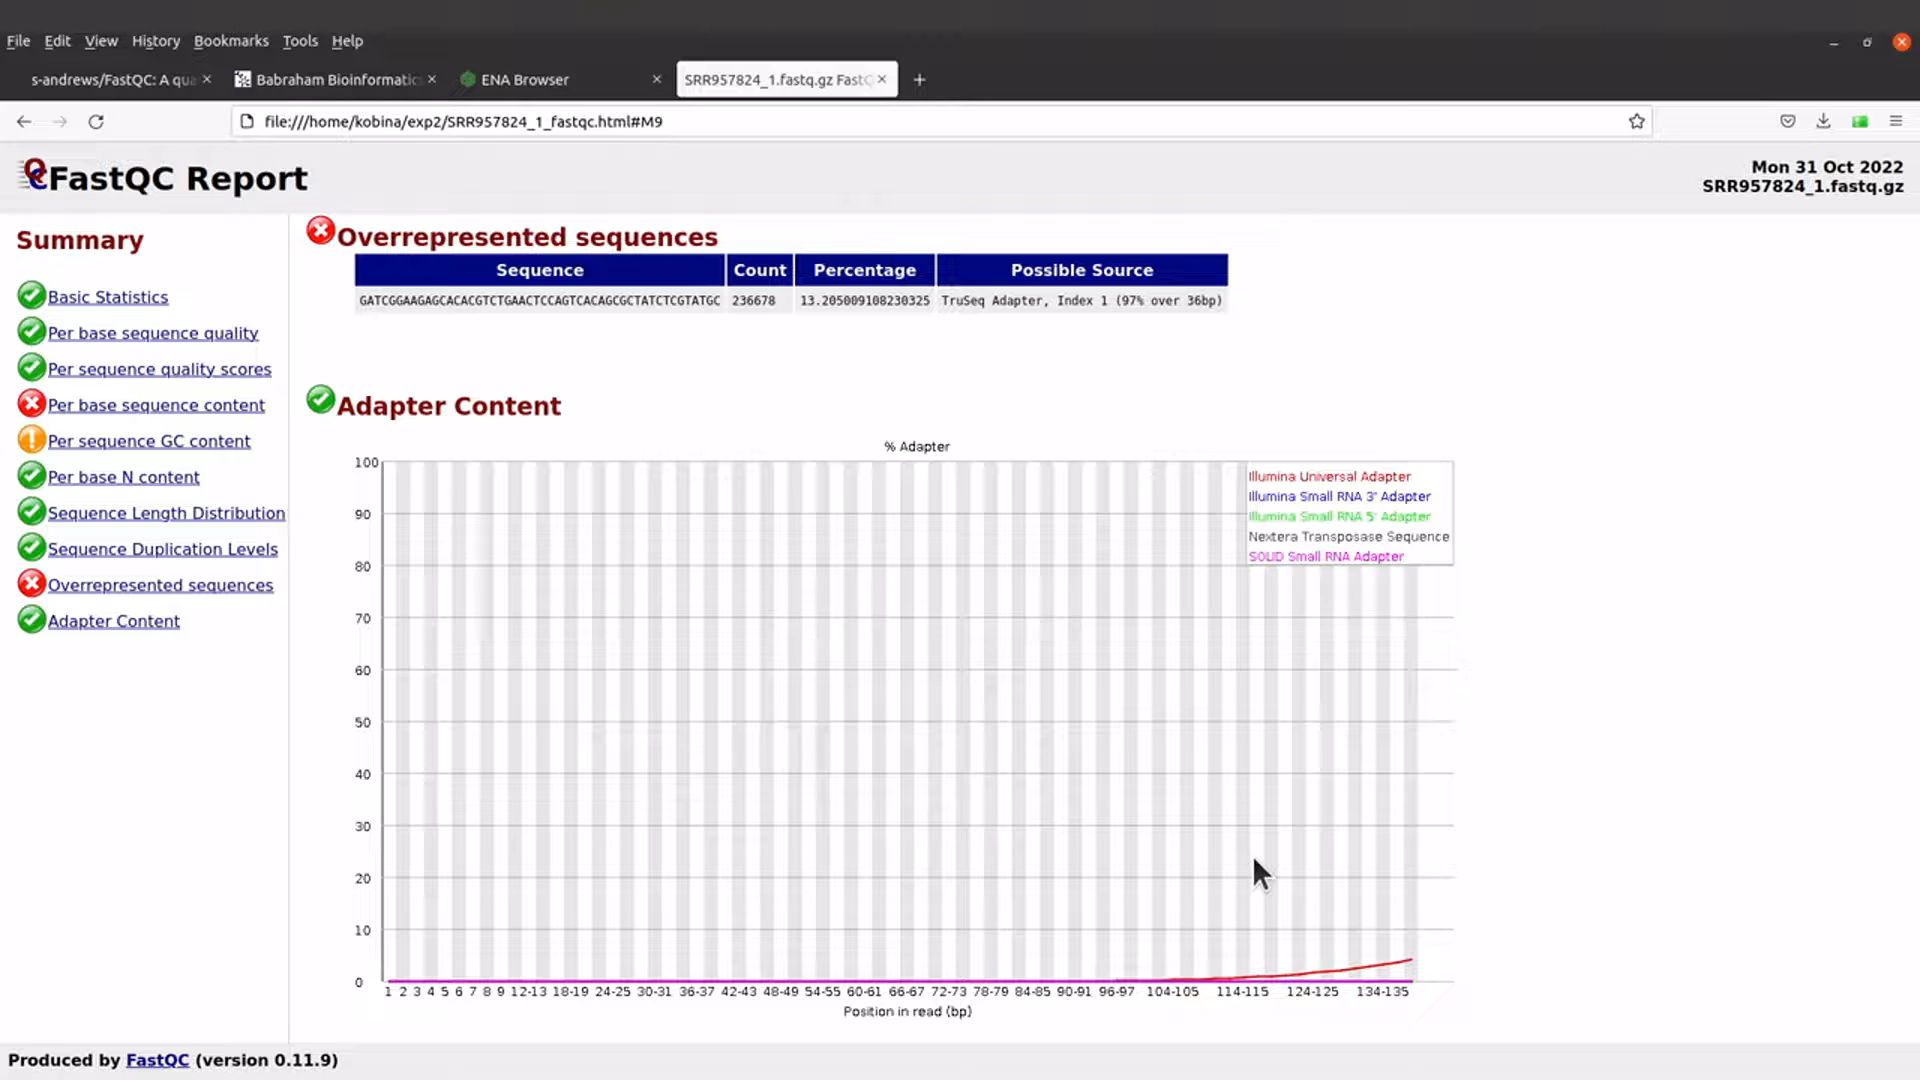 File Edit View History Bookmarks Tools Help
s-andrews/FastQC: A qua
Babraham Bioinformatics
ENA Browser
SRR957824_1.fastq.gz FastQ
file:///home/kobina/exp2/SRR957824_1_fastqc.html#M9
FastQC Report
Mon 31 Oct 2022
SRR957824_1.fastq.gz
Summary
Basic Statistics
Per base sequence quality
Per sequence quality scores
Per base sequence content
Per sequence GC content
Per base N content
Sequence Length Distribution
Sequence Duplication Levels
Overrepresented sequences
Adapter Content
Overrepresented sequences
Sequence Count Percentage Possible Source
GATCGGAAGAGCACACGTCTGAACTCCAGTCACAGCGCTATCTCGTATGC 236678 13.205009108230325 TruSeq Adapter, Index 1 (97% over 36bp)
Adapter Content
% Adapter
100
90
80
70
60
50
40
30
20
10
0
Illumina Universal Adapter
Illumina Small RNA 3' Adapter
Illumina Small RNA 5' Adapter
Nextera Transposase Sequence
SOLID Small RNA Adapter
1 2 3 4 5 6 7 8 9 12-13 18-19 24-25 30-31 36-37 42-43 48-49 54-55 60-61 66-67 72-73 78-79 84-85 90-91 96-97 104-105 114-115 124-125 134-135
Position in read (bp)
Produced by FastQC (version 0.11.9)